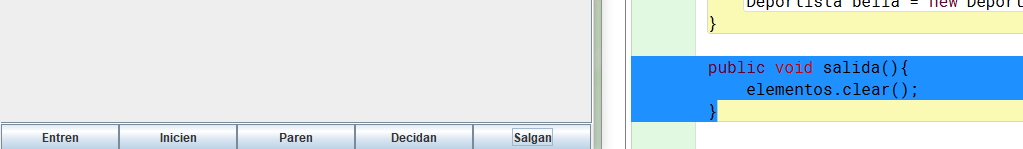 Deportista bella = new Deport
}
public void salida(){
elementos.clear();
}
Entren Inicien Paren Decidan Salgan